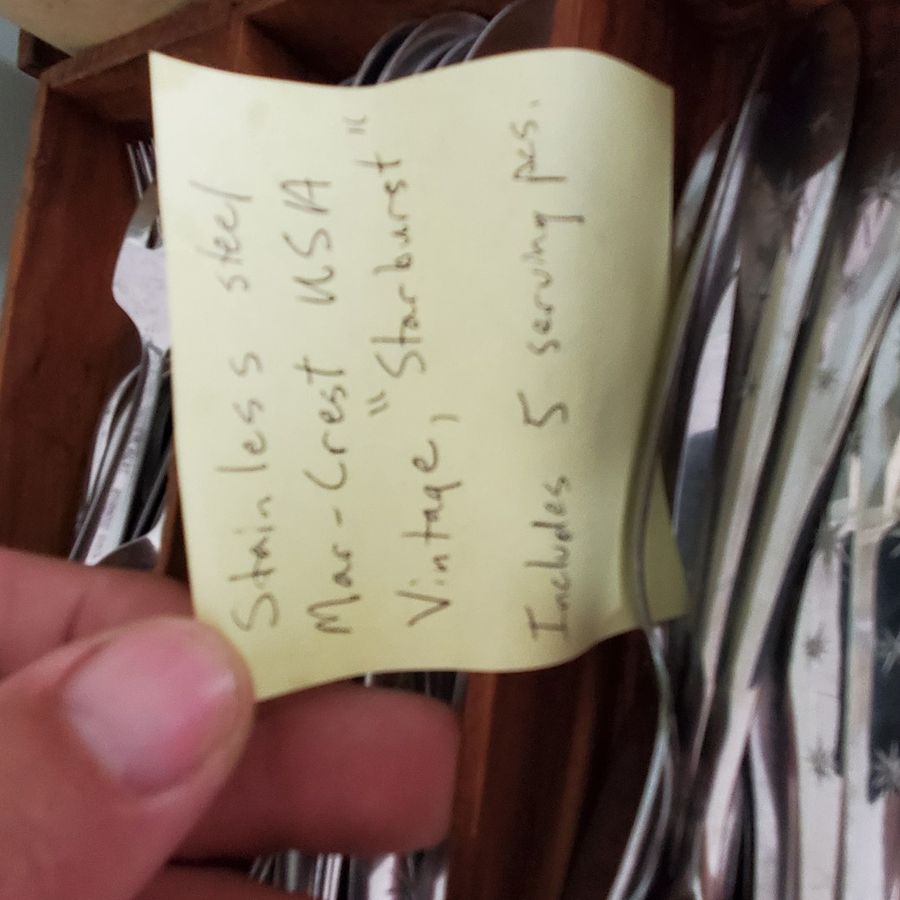 Stainless steel
Mar-Crest USA
Vintage, "Starburst"
Includes 5 serving pcs.